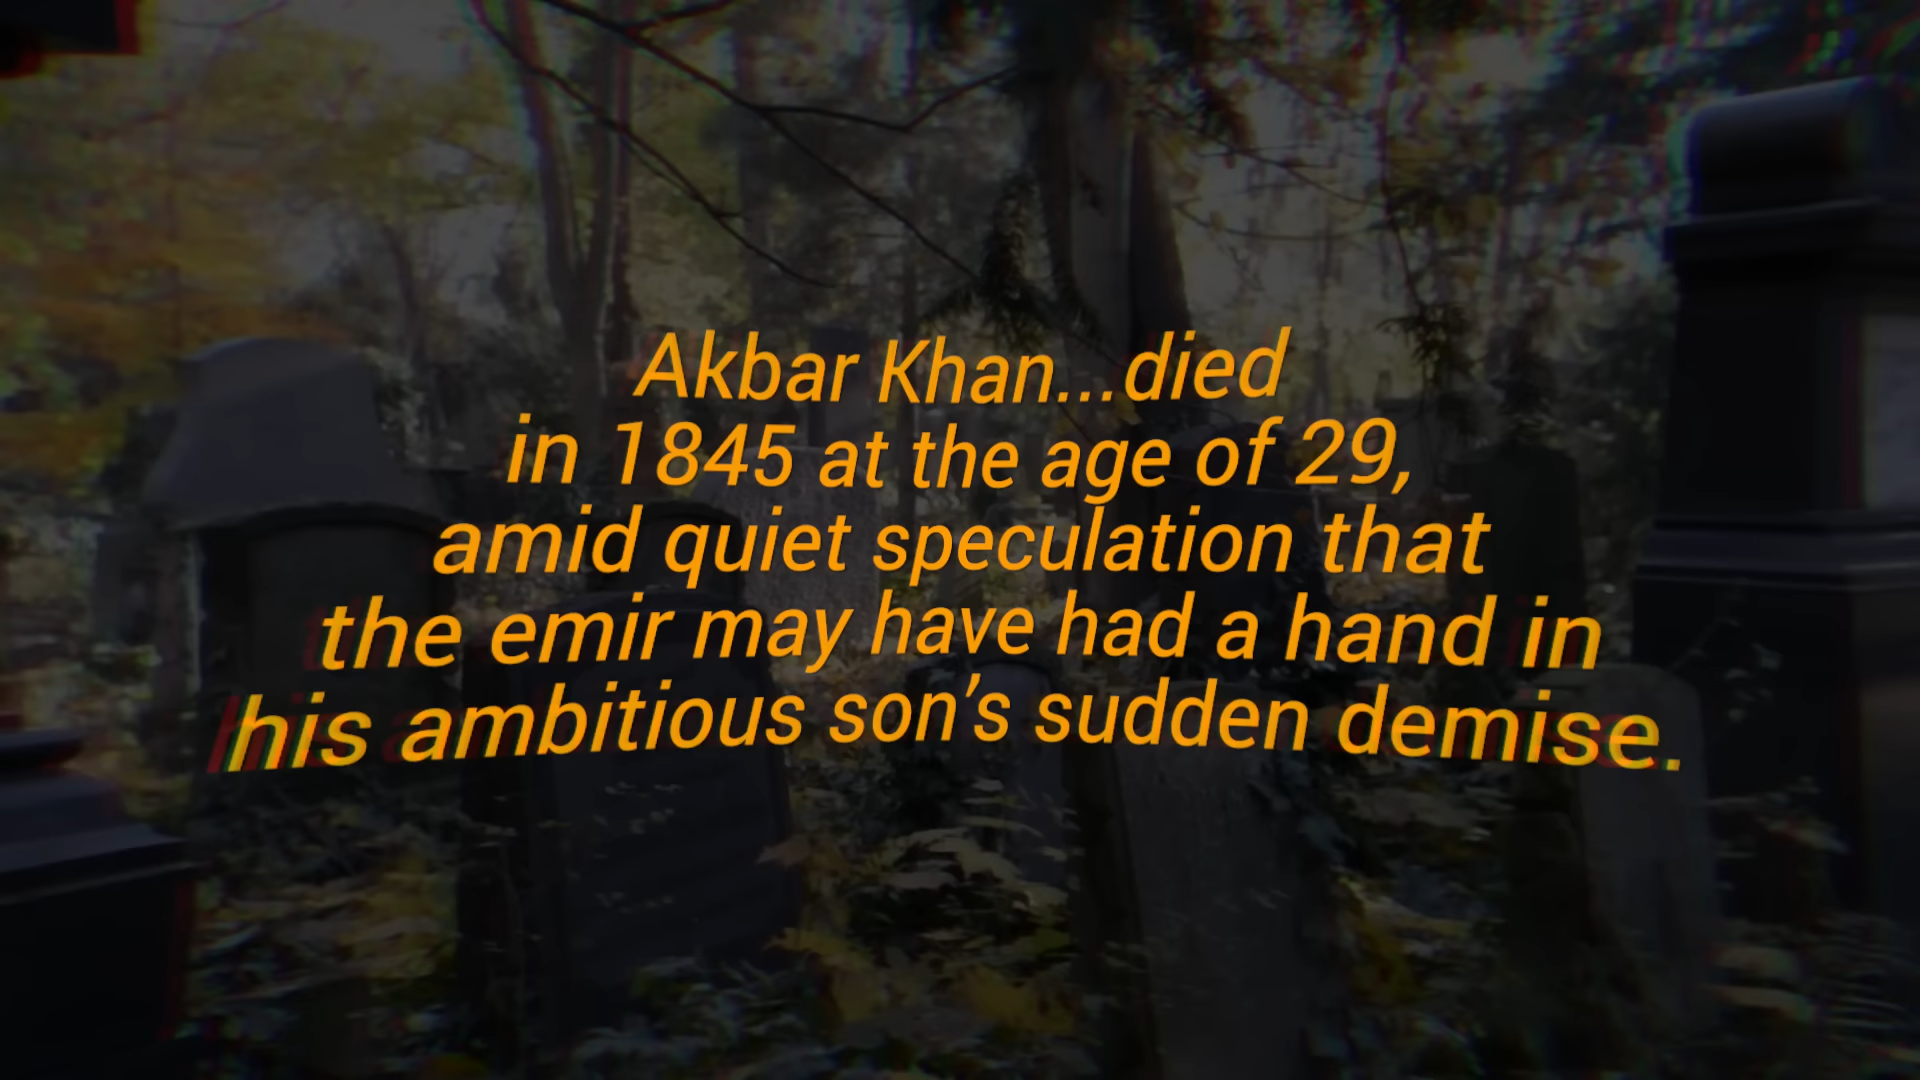 Akbar Khan...died
in 1845 at the age of 29,
amid quiet speculation that
the emir may have had a hand in
his ambitious son’s sudden demise.